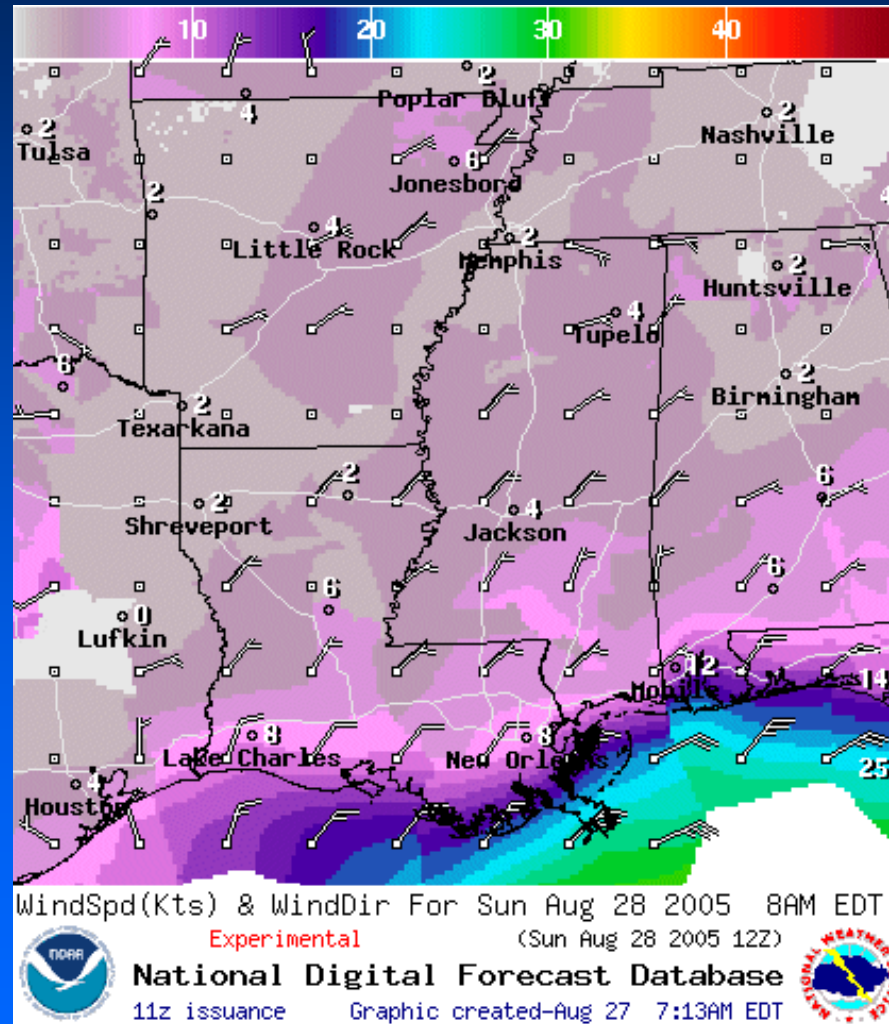 10 20 30 40
2
Poplar Bluff
4
2
Nashville
2
Tulsa
6
Jonesboro
2
4
Little Rock
2
Memphis
2
Huntsville
4
Tupelo
6
2
Birmingham
2
Texarkana
2
2
Shreveport
4
Jackson
6
6
6
0
Lufkin
12
Mobile
14
8
Lake Charles
8
New Orleans
25
4
Houston
WindSpd(Kts) & WindDir For Sun Aug 28 2005 8AM EDT
Experimental (Sun Aug 28 2005 12Z)
National Digital Forecast Database
11z issuance Graphic created-Aug 27 7:13AM EDT
NOAA
NATIONAL WEATHER SERVICE